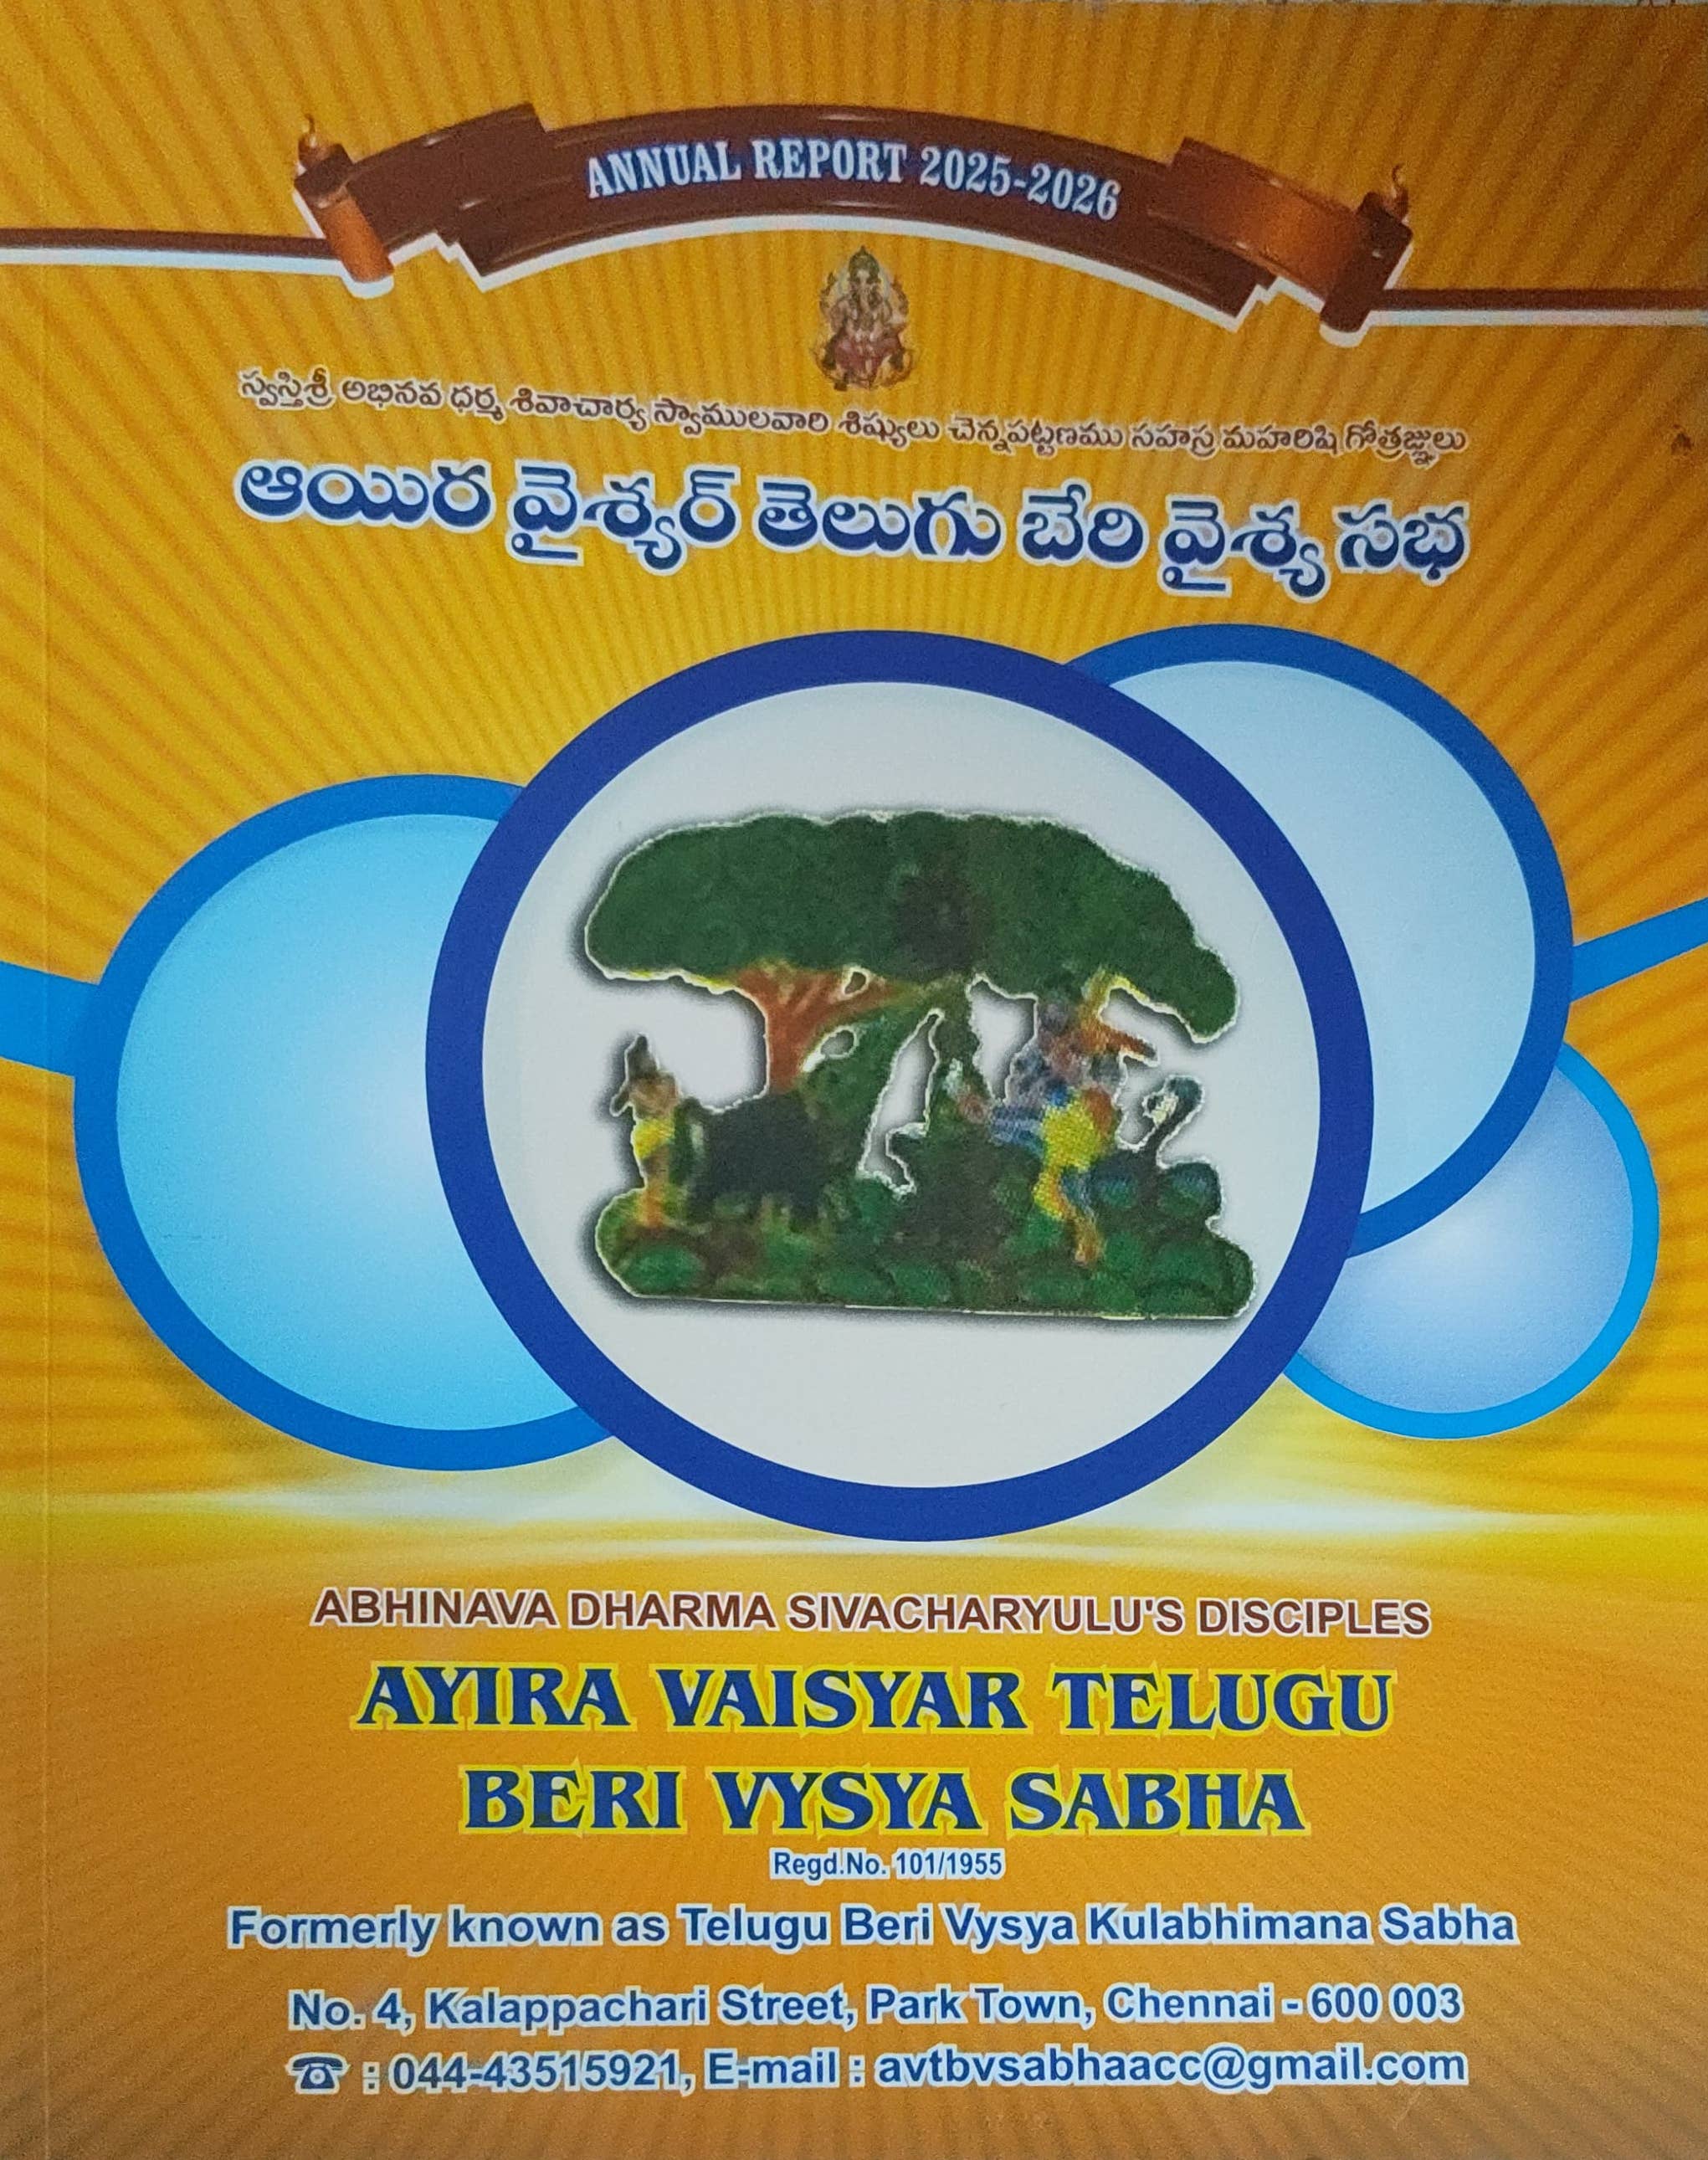 ANNUAL REPORT 2025-2026
స్వస్తిశ్రీ అభినవ ధర్మ శివాచార్య స్వాములవారి శిష్యులు చెన్నపట్టణము సహస్ర మహరిషి గోత్రజ్ఞులు
ఆయిర వైశ్యర్ తెలుగు బేరి వైశ్య సభ
ABHINAVA DHARMA SIVACHARYULU'S DISCIPLES
AYIRA VAISYAR TELUGU
BERI VYSYA SABHA
Regd.No. 101/1955
Formerly known as Telugu Beri Vysya Kulabhimana Sabha
No. 4, Kalappachari Street, Park Town, Chennai - 600 003
☎ : 044-43515921, E-mail : avtbvsabhaacc@gmail.com